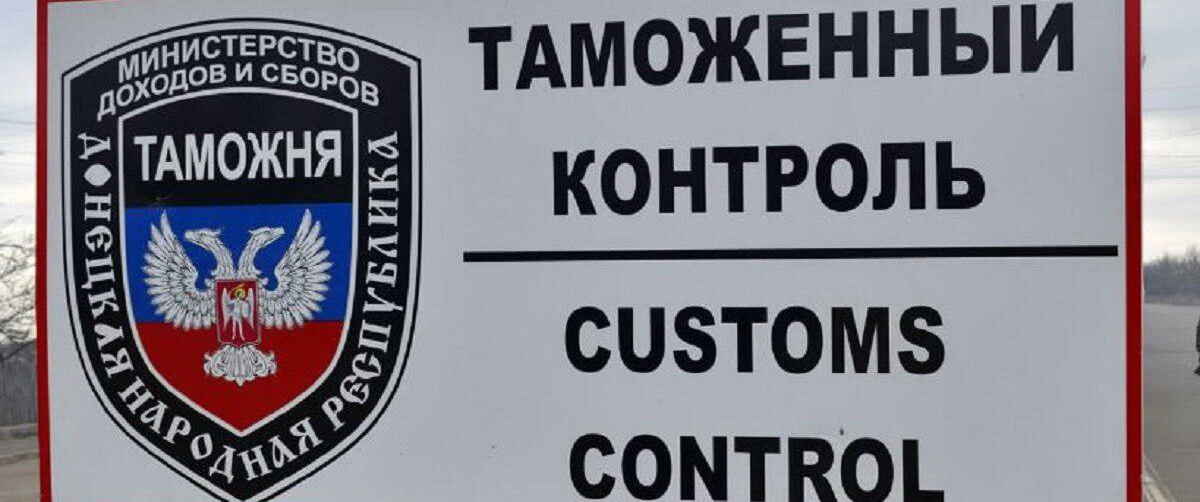 МИНИСТЕРСТВО
ДОХОДОВ И СБОРОВ
ТАМОЖНЯ
ДОНЕЦКАЯ НАРОДНАЯ РЕСПУБЛИКА
ТАМОЖЕННЫЙ
КОНТРОЛЬ
CUSTOMS
CONTROL